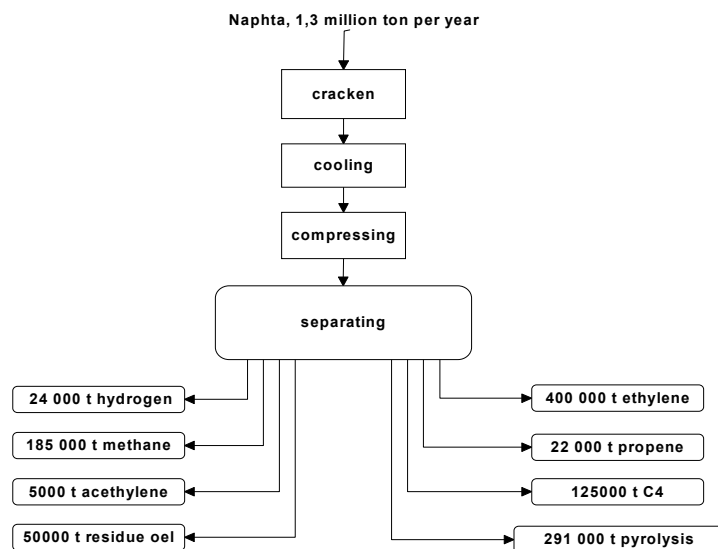 Naphta, 1,3 million ton per year
cracken
cooling
compressing
separating
24 000 t hydrogen
400 000 t ethylene
185 000 t methane
22 000 t propene
5000 t acethylene
125000 t C4
50000 t residue oel
291 000 t pyrolysis